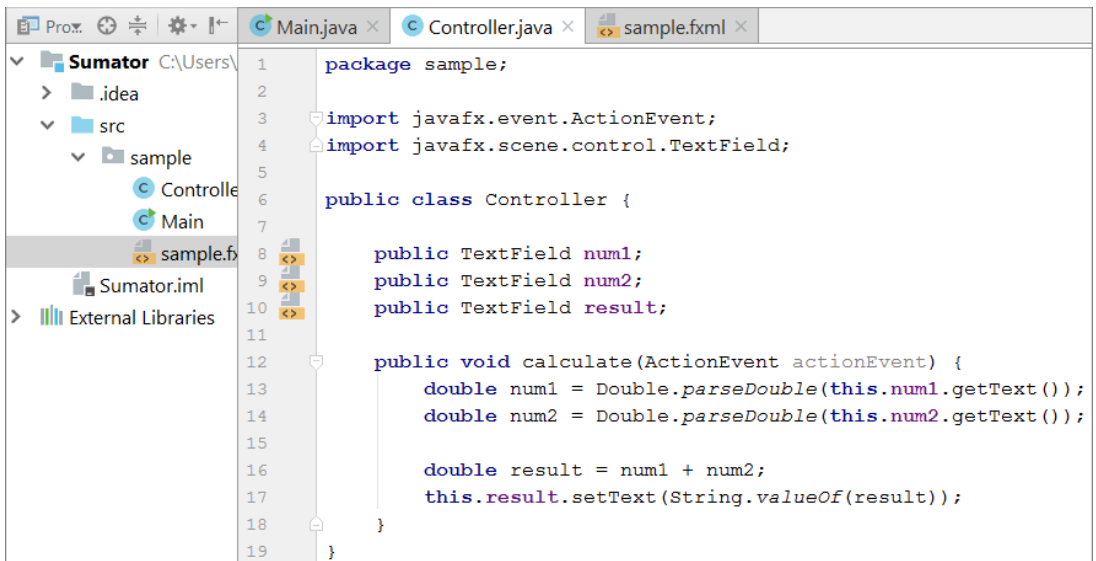 Pro
Main.java
Controller.java
sample.fxml
Sumator C:\Users\
.idea
src
sample
Controlle
Main
sample.fx
Sumator.iml
External Libraries
1 package sample;
2
3 import javafx.event.ActionEvent;
4 import javafx.scene.control.TextField;
5
6 public class Controller {
7
8 public TextField num1;
9 public TextField num2;
10 public TextField result;
11
12 public void calculate(ActionEvent actionEvent) {
13 double num1 = Double.parseDouble(this.num1.getText());
14 double num2 = Double.parseDouble(this.num2.getText());
15
16 double result = num1 + num2;
17 this.result.setText(String.valueOf(result));
18 }
19 }